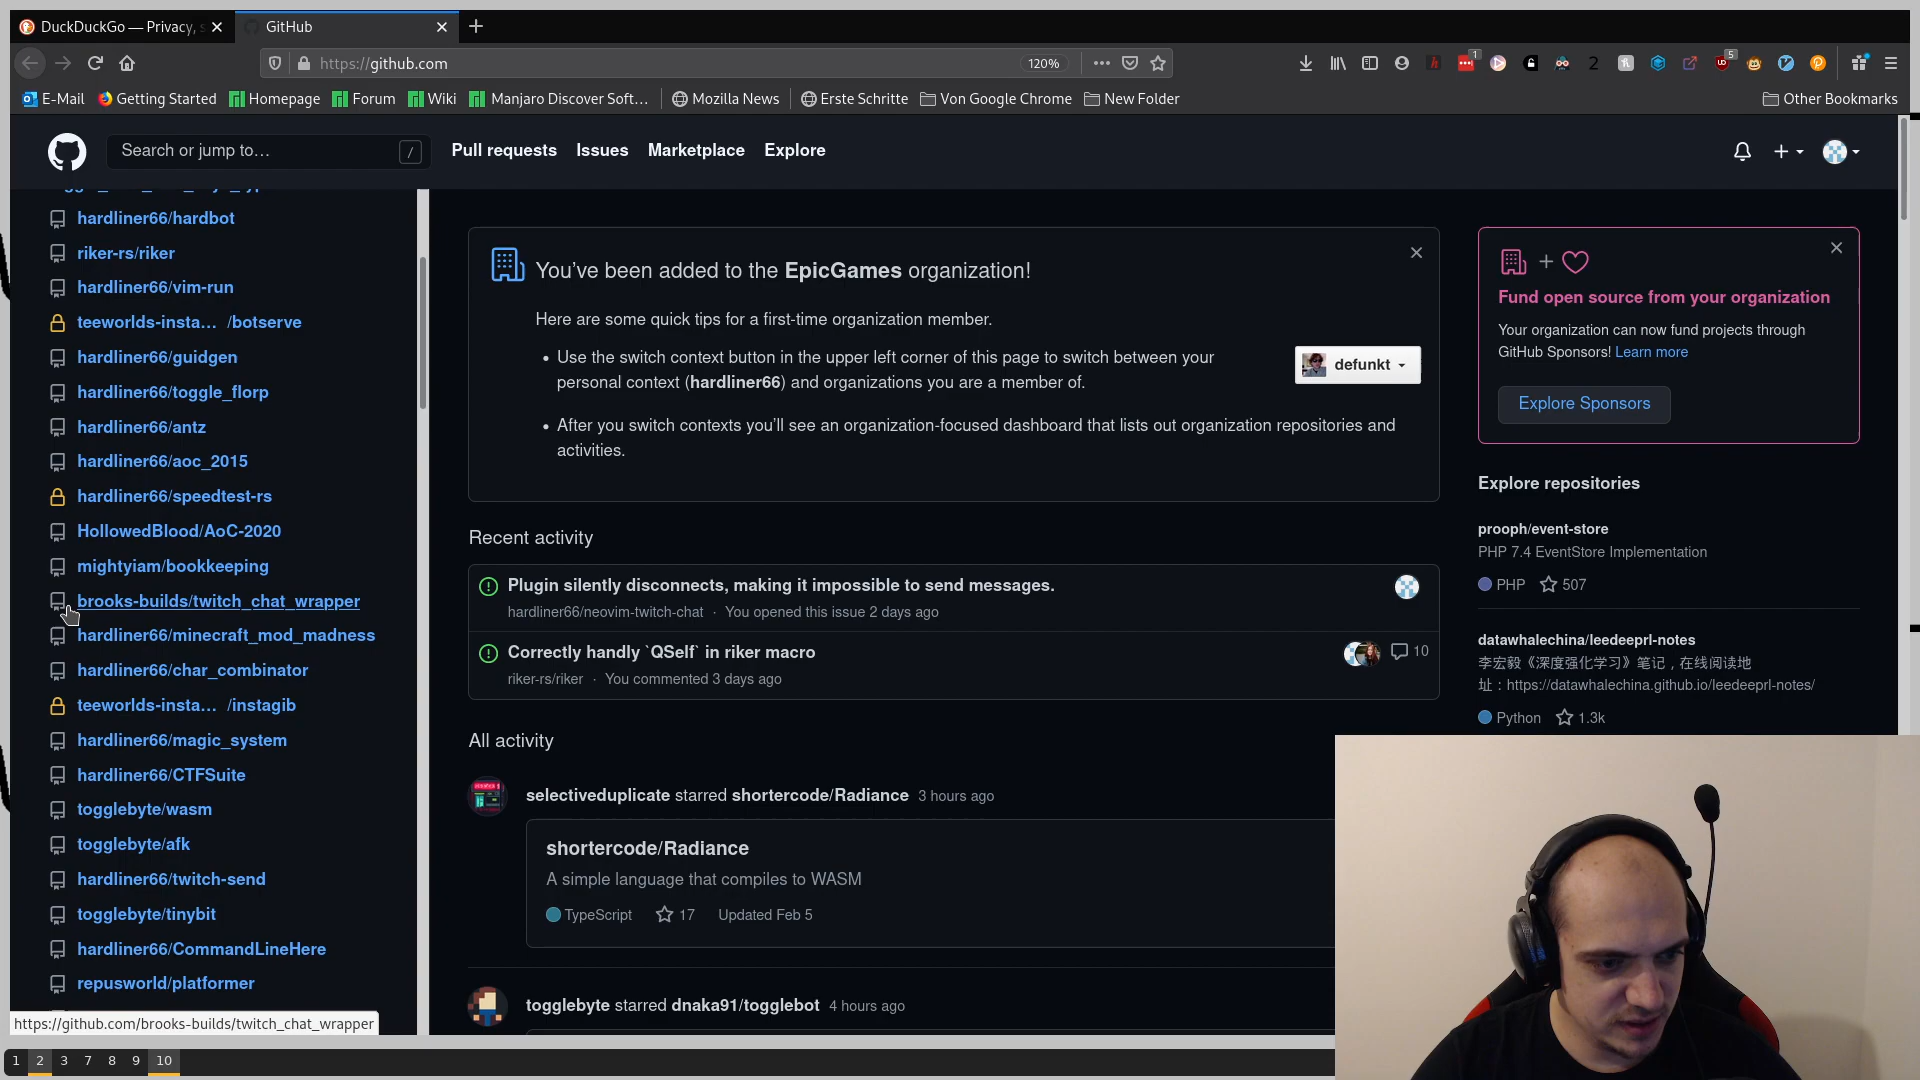 DuckDuckGo — Privacy, s
GitHub
https://github.com
120%
E-Mail
Getting Started
Homepage
Forum
Wiki
Manjaro Discover Soft…
Mozilla News
Erste Schritte
Von Google Chrome
New Folder
Other Bookmarks
Search or jump to…
/
Pull requests
Issues
Marketplace
Explore
hardliner66/hardbot
riker-rs/riker
hardliner66/vim-run
teeworlds-insta… /botserve
hardliner66/guidgen
hardliner66/toggle_florp
hardliner66/antz
hardliner66/aoc_2015
hardliner66/speedtest-rs
HollowedBlood/AoC-2020
mightyiam/bookkeeping
brooks-builds/twitch_chat_wrapper
hardliner66/minecraft_mod_madness
hardliner66/char_combinator
teeworlds-insta… /instagib
hardliner66/magic_system
hardliner66/CTFSuite
togglebyte/wasm
togglebyte/afk
hardliner66/twitch-send
togglebyte/tinybit
hardliner66/CommandLineHere
repusworld/platformer
https://github.com/brooks-builds/twitch_chat_wrapper
You’ve been added to the EpicGames organization!
Here are some quick tips for a first-time organization member.
• Use the switch context button in the upper left corner of this page to switch between your
personal context (hardliner66) and organizations you are a member of.
defunkt
• After you switch contexts you’ll see an organization-focused dashboard that lists out organization repositories and
activities.
Recent activity
Plugin silently disconnects, making it impossible to send messages.
hardliner66/neovim-twitch-chat · You opened this issue 2 days ago
Correctly handly `QSelf` in riker macro
10
riker-rs/riker · You commented 3 days ago
All activity
selectiveduplicate starred shortercode/Radiance 3 hours ago
shortercode/Radiance
A simple language that compiles to WASM
TypeScript 17 Updated Feb 5
togglebyte starred dnaka91/togglebot 4 hours ago
Fund open source from your organization
Your organization can now fund projects through
GitHub Sponsors! Learn more
Explore Sponsors
Explore repositories
prooph/event-store
PHP 7.4 EventStore Implementation
PHP 507
datawhalechina/leedeeprl-notes
李宏毅《深度强化学习》笔记，在线阅读地
址：https://datawhalechina.github.io/leedeeprl-notes/
Python 1.3k
1 2 3 7 8 9 10